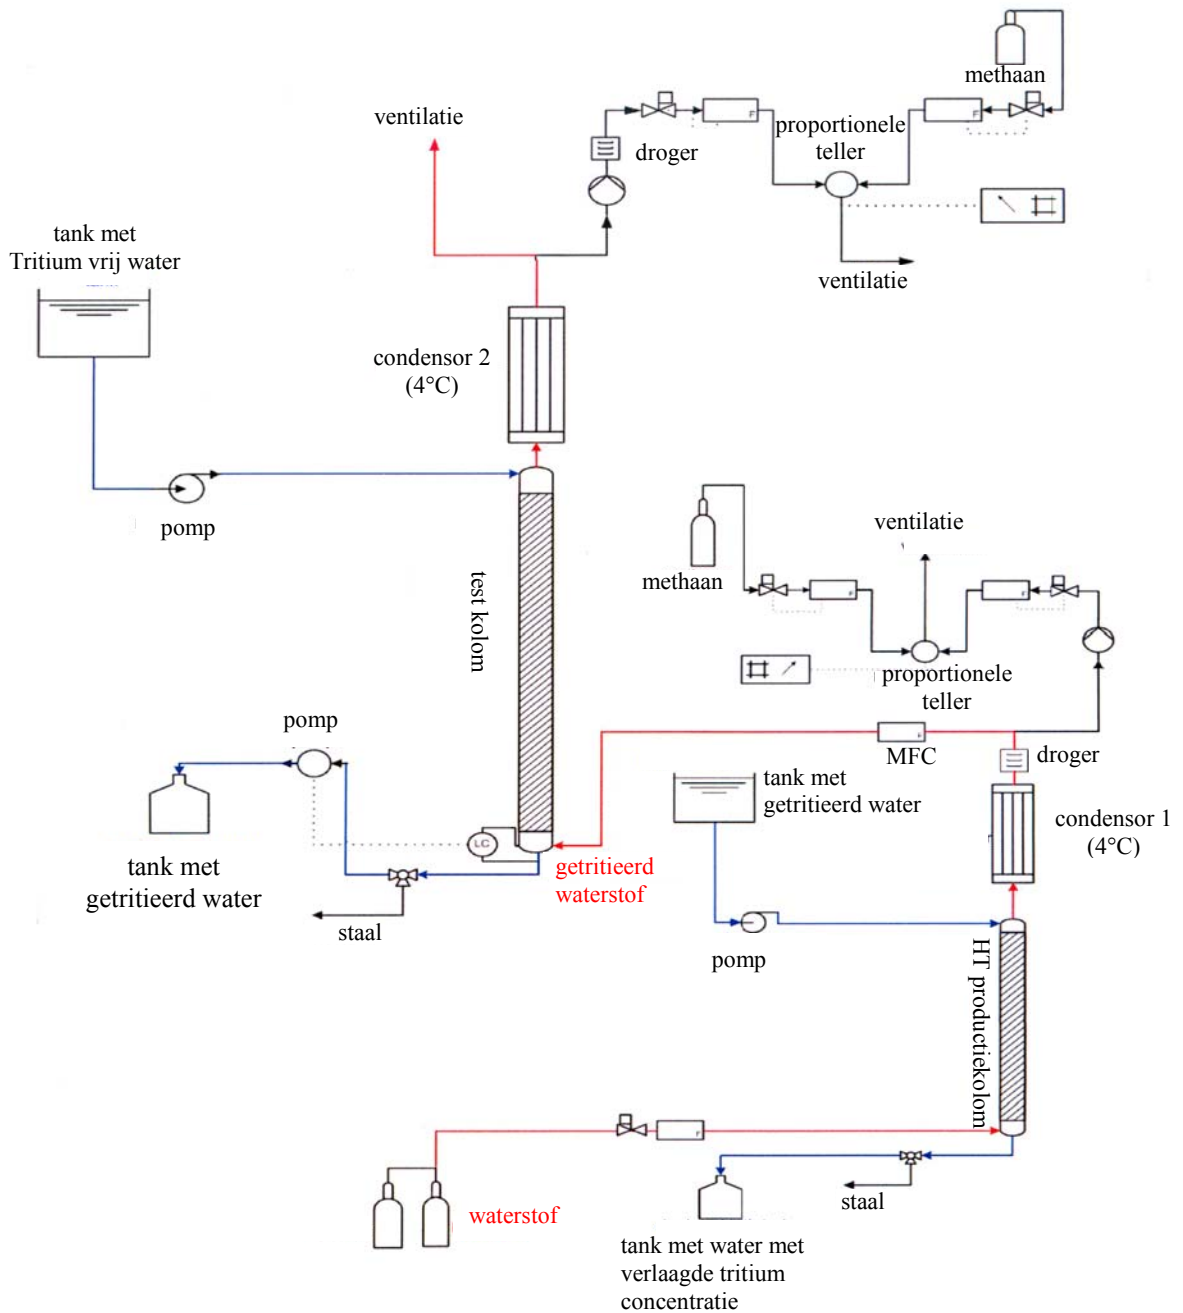 methaan
ventilatie
proportionele
teller
droger
F
F
tank met
Tritium vrij water
ventilatie
condensor 2
(4°C)
pomp
test kolom
ventilatie
methaan
F
F
proportionele
teller
pomp
MFC
F
droger
tank met
getritieerd water
condensor 1
(4°C)
LC
tank met
getritieerd water
getritieerd
waterstof
staal
pomp
HT productiekolom
F
waterstof
staal
tank met water met
verlaagde tritium
concentratie